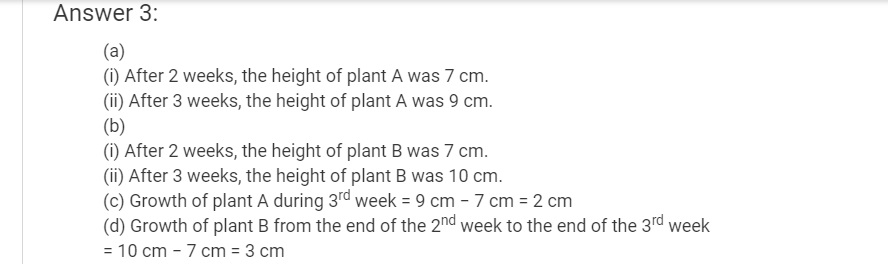 Answer 3:
(a)
(i) After 2 weeks, the height of plant A was 7 cm.
(ii) After 3 weeks, the height of plant A was 9 cm.
(b)
(i) After 2 weeks, the height of plant B was 7 cm.
(ii) After 3 weeks, the height of plant B was 10 cm.
(c) Growth of plant A during 3rd week = 9 cm − 7 cm = 2 cm
(d) Growth of plant B from the end of the 2nd week to the end of the 3rd week
= 10 cm − 7 cm = 3 cm